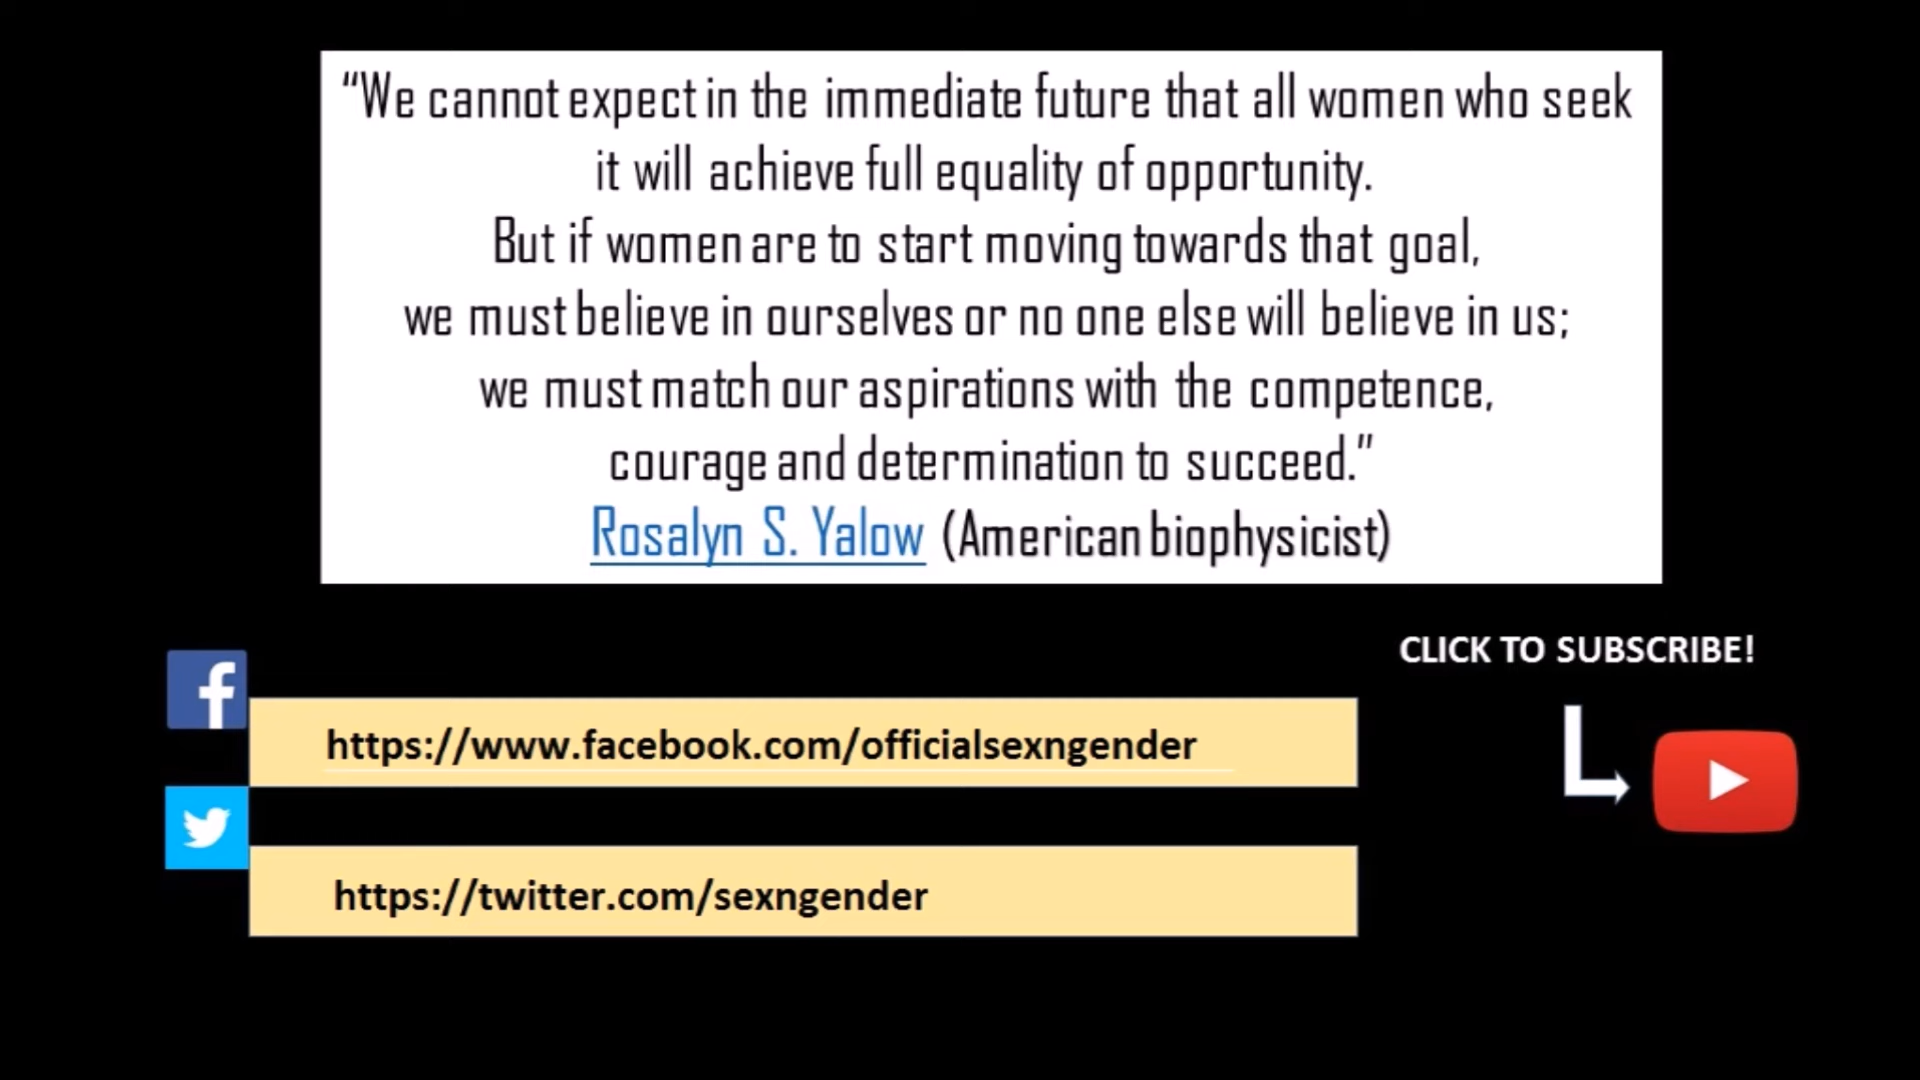 “We cannot expect in the immediate future that all women who seek
it will achieve full equality of opportunity.
But if women are to start moving towards that goal,
we must believe in ourselves or no one else will believe in us;
we must match our aspirations with the competence,
courage and determination to succeed.”
Rosalyn S. Yalow (American biophysicist)
CLICK TO SUBSCRIBE!
https://www.facebook.com/officialsexngender
https://twitter.com/sexngender